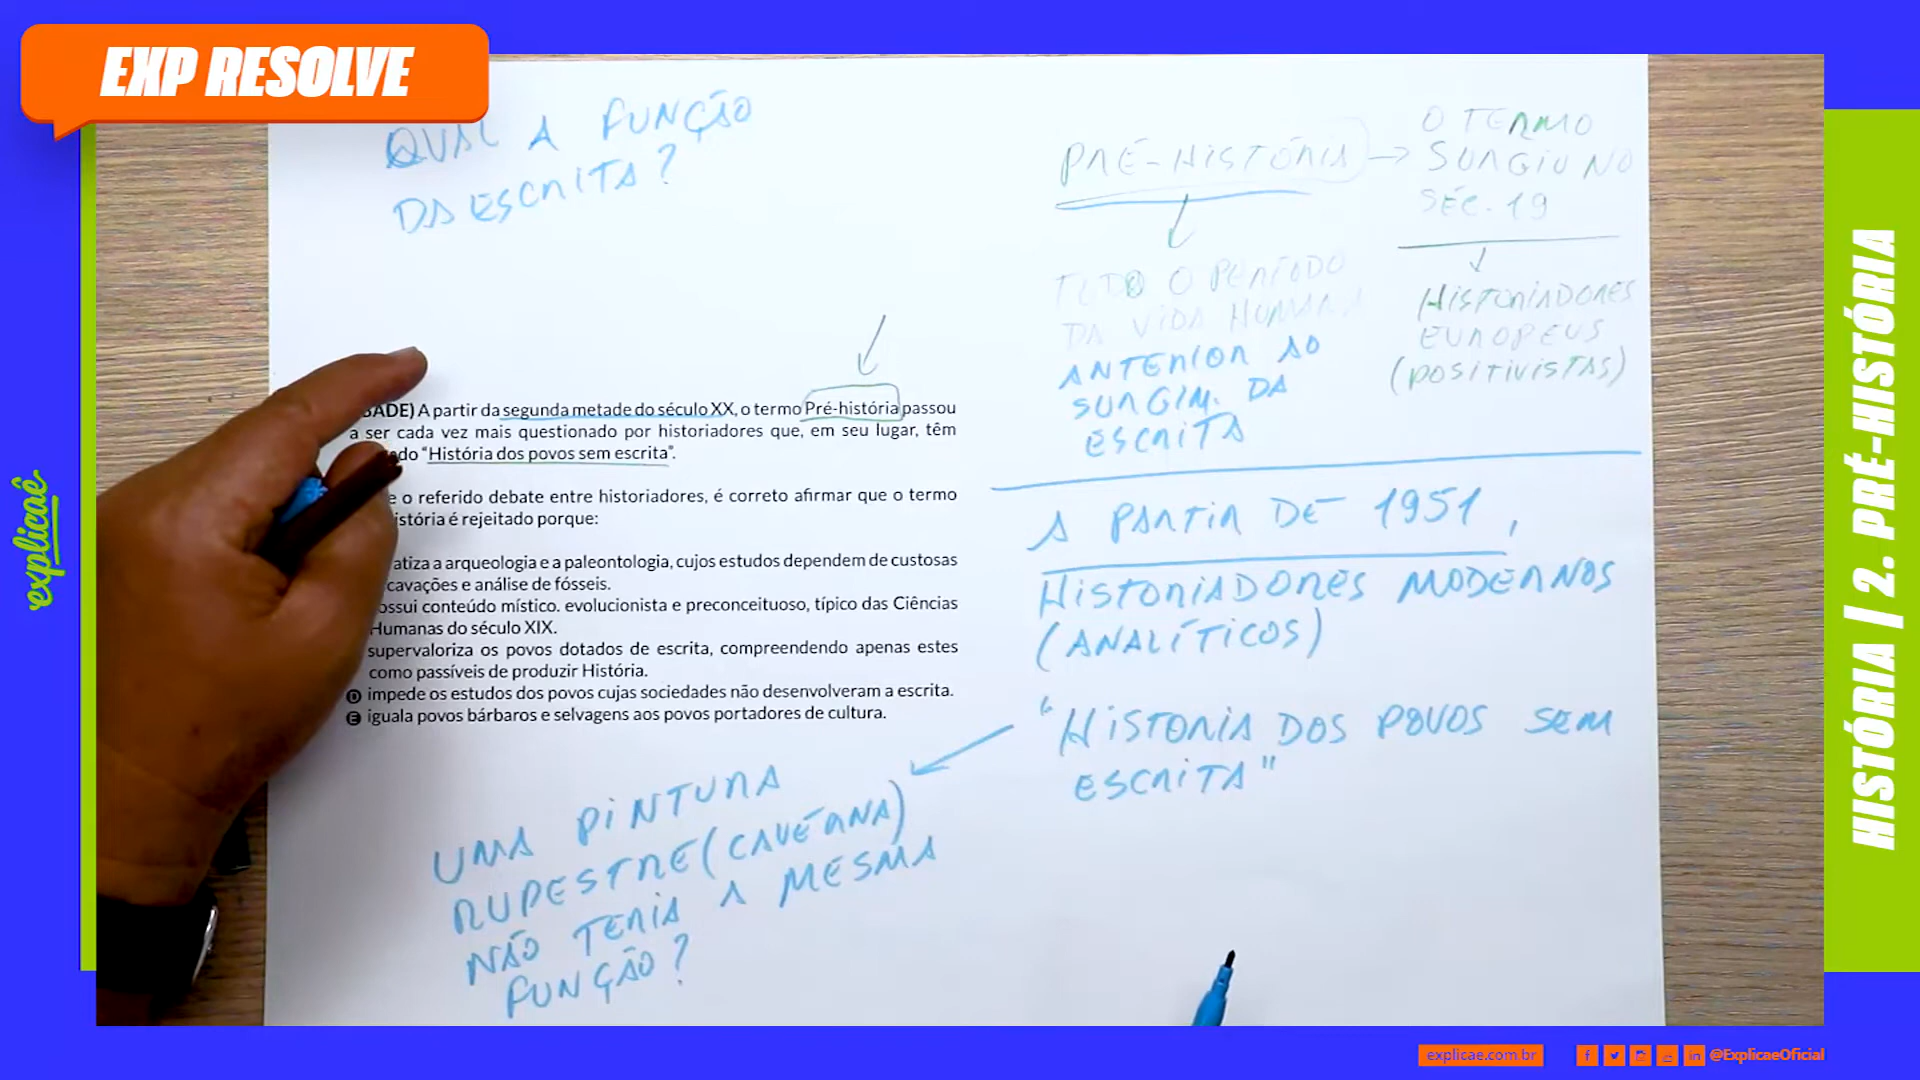 EXP RESOLVE
QUAL A FUNÇÃO
DA ESCRITA?
PRÉ-HISTÓRIA
O TERMO
SURGIU NO
SÉC. 19
TODO O PERÍODO
DA VIDA HUMANA
ANTERIOR AO
SURGIM. DA
ESCRITA
HISTORIADORES
EUROPEUS
(POSITIVISTAS)
ADE) A partir da segunda metade do século XX, o termo Pré-história passou
a ser cada vez mais questionado por historiadores que, em seu lugar, têm
do "História dos povos sem escrita".
e o referido debate entre historiadores, é correto afirmar que o termo
istória é rejeitado porque:
atiza a arqueologia e a paleontologia, cujos estudos dependem de custosas
cavações e análise de fósseis.
ossui conteúdo místico. evolucionista e preconceituoso, típico das Ciências
Humanas do século XIX.
supervaloriza os povos dotados de escrita, compreendendo apenas estes
como passíveis de produzir História.
D impede os estudos dos povos cujas sociedades não desenvolveram a escrita.
E iguala povos bárbaros e selvagens aos povos portadores de cultura.
A PARTIR DE 1951,
HISTORIADORES MODERNOS
(ANALÍTICOS)
"HISTORIA DOS POVOS SEM
ESCRITA"
UMA PINTURA
RUPESTRE (CAVERNA)
NÃO TERIA A MESMA
FUNÇÃO?
explicaê
HISTÓRIA | 2. PRÉ-HISTÓRIA
explicae.com.br
@ExplicaeOficial